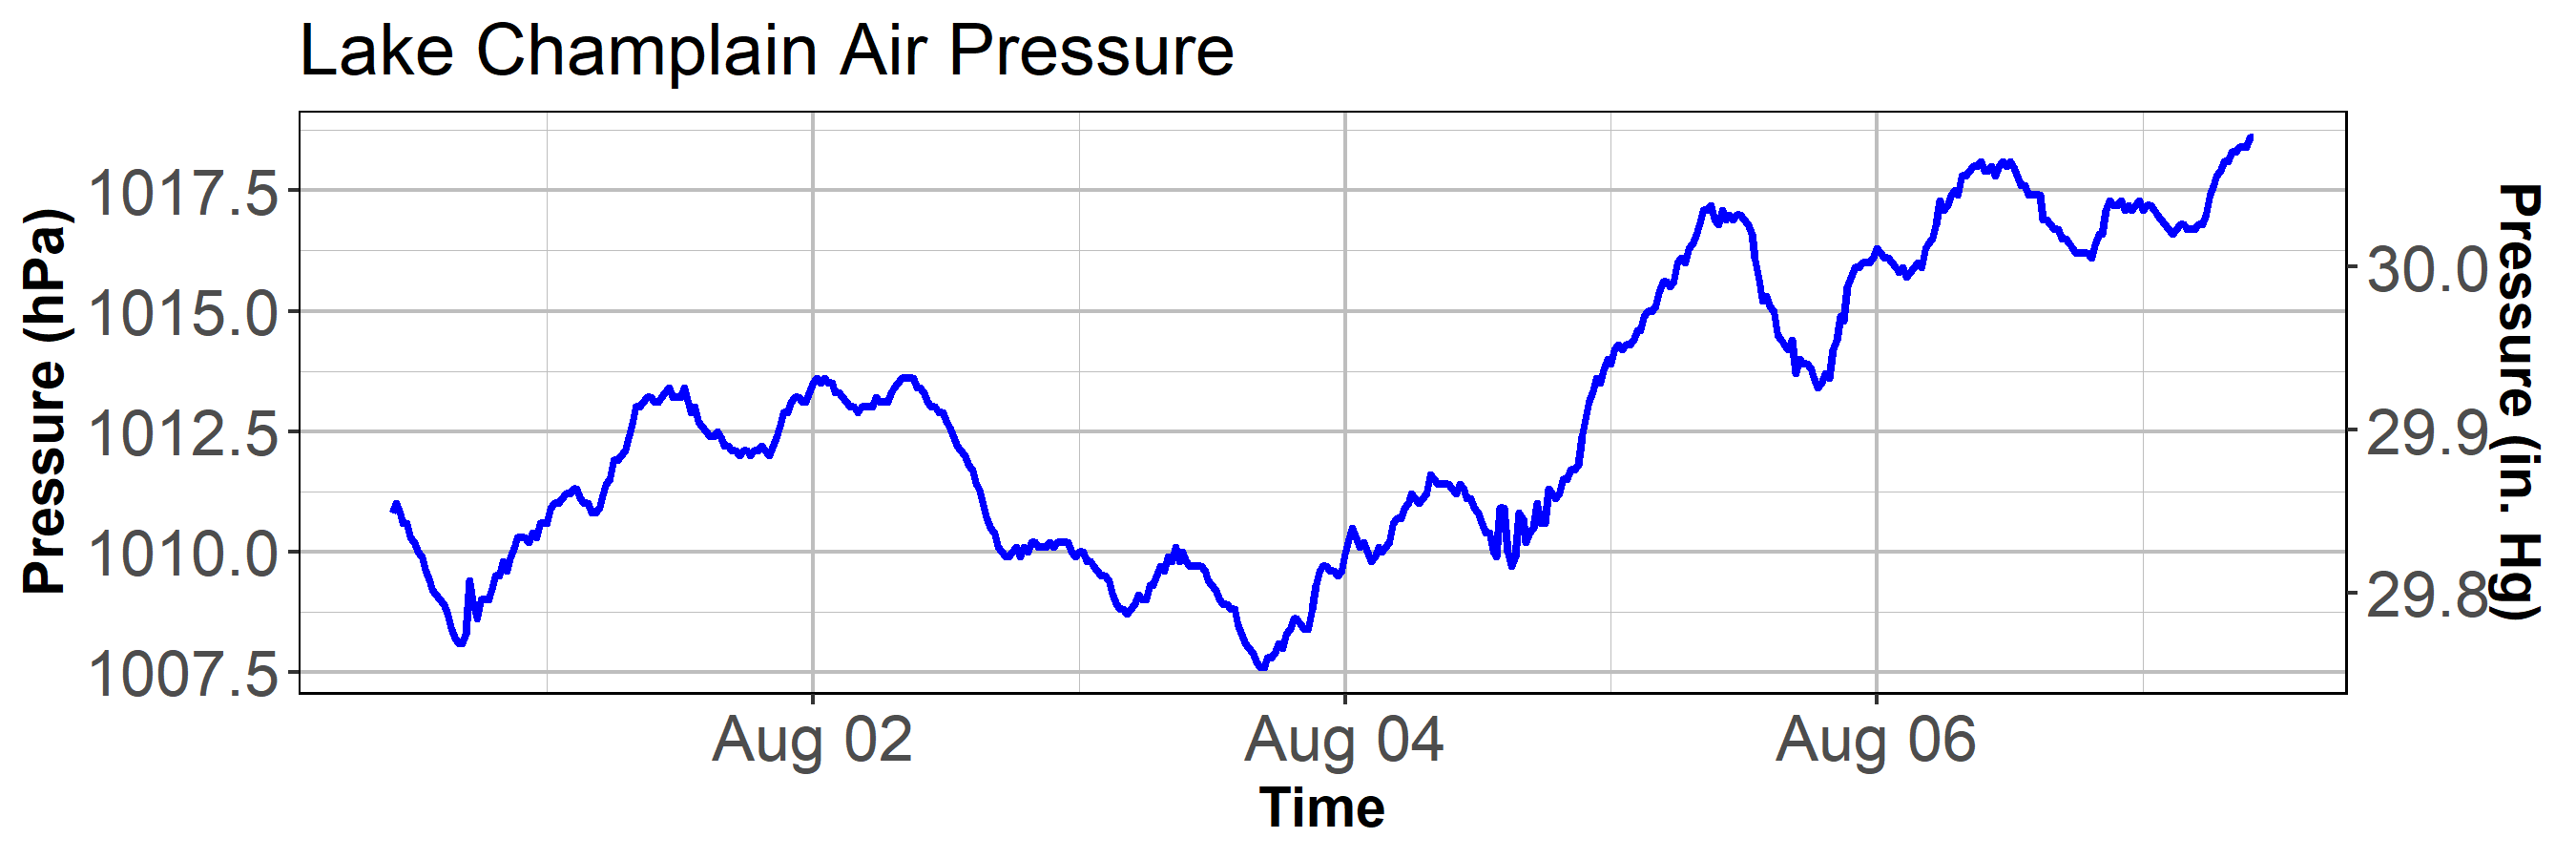 Lake Champlain Air Pressure
Pressure (hPa)
1017.5
1015.0
1012.5
1010.0
1007.5
30.0
29.9
29.8
Pressure (in. Hg)
Aug 02 Aug 04 Aug 06
Time